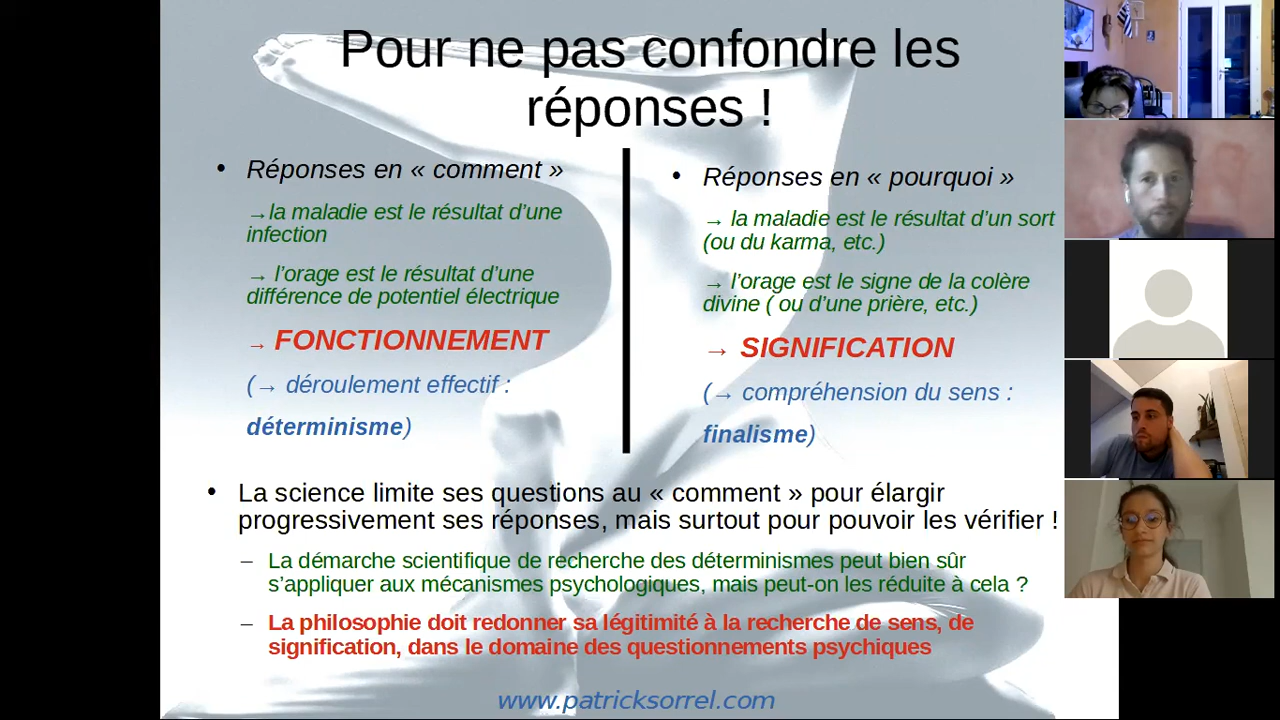 Pour ne pas confondre les
réponses !
• Réponses en « comment »
→la maladie est le résultat d’une
infection
→ l’orage est le résultat d’une
différence de potentiel électrique
→ FONCTIONNEMENT
(→ déroulement effectif :
déterminisme)
• Réponses en « pourquoi »
→ la maladie est le résultat d’un sort
(ou du karma, etc.)
→ l’orage est le signe de la colère
divine ( ou d’une prière, etc.)
→ SIGNIFICATION
(→ compréhension du sens :
finalisme)
• La science limite ses questions au « comment » pour élargir
progressivement ses réponses, mais surtout pour pouvoir les vérifier !
– La démarche scientifique de recherche des déterminismes peut bien sûr
s’appliquer aux mécanismes psychologiques, mais peut-on les réduite à cela ?
– La philosophie doit redonner sa légitimité à la recherche de sens, de
signification, dans le domaine des questionnements psychiques
www.patricksorrel.com